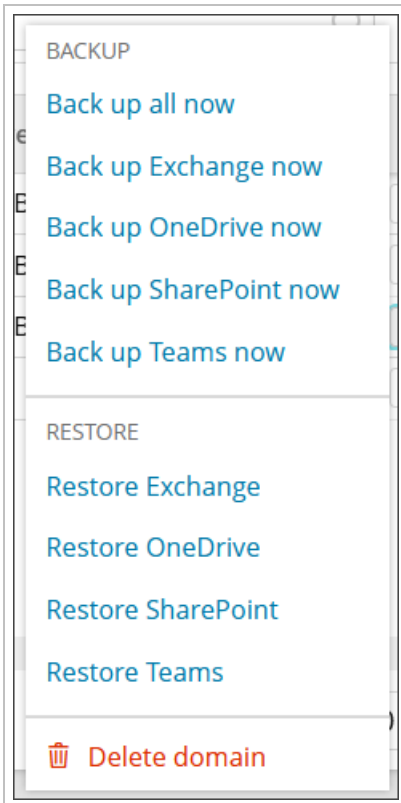 BACKUP
Back up all now
Back up Exchange now
Back up OneDrive now
Back up SharePoint now
Back up Teams now
RESTORE
Restore Exchange
Restore OneDrive
Restore SharePoint
Restore Teams
Delete domain